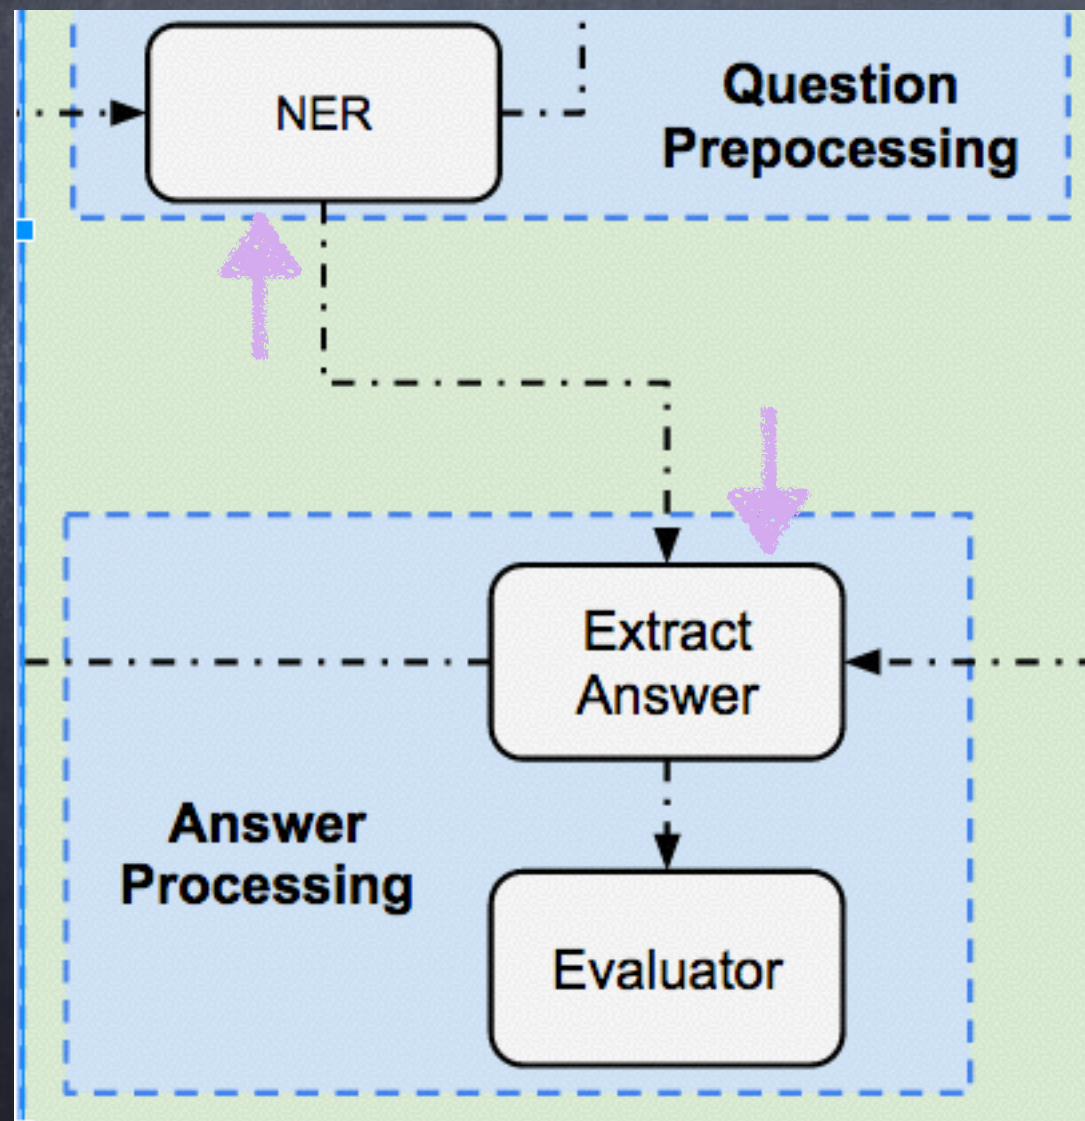 NER
Question
Prepocessing
Extract
Answer
Answer
Processing
Evaluator